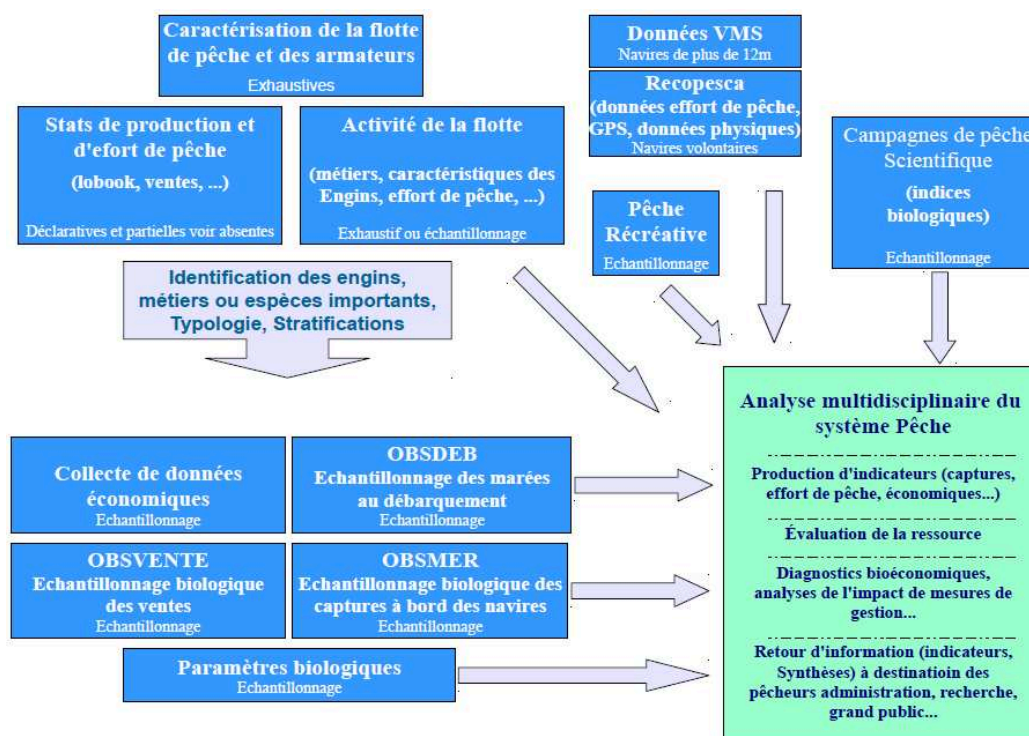 Caractérisation de la flotte
de pêche et des armateurs
Exhaustives
Données VMS
Navires de plus de 12m
Recopesca
(données effort de pêche,
GPS, données physiques)
Navires volontaires
Stats de production et
d'efort de pêche
(lobook, ventes, ...)
Déclaratives et partielles voir absentes
Activité de la flotte
(métiers, caractéristiques des
Engins, effort de pêche, ...)
Exhaustif ou échantillonnage
Pêche
Récréative
Echantillonnage
Campagnes de pêche
Scientifique
(indices
biologiques)
Echantillonnage
Identification des engins,
métiers ou espèces importants,
Typologie, Stratifications
Collecte de données
économiques
Echantillonnage
OBSDEB
Echantillonnage des marées
au débarquement
Echantillonnage
OBSVENTE
Echantillonnage biologique
des ventes
Echantillonnage
OBSMER
Echantillonnage biologique des
captures à bord des navires
Echantillonnage
Paramètres biologiques
Echantillonnage
Analyse multidisciplinaire du
système Pêche
Production d'indicateurs (captures,
effort de pêche, économiques...)
Évaluation de la ressource
Diagnostics bioéconomiques,
analyses de l'impact de mesures de
gestion...
Retour d'information (indicateurs,
Synthèses) à destinatioin des
pêcheurs administration, recherche,
grand public...